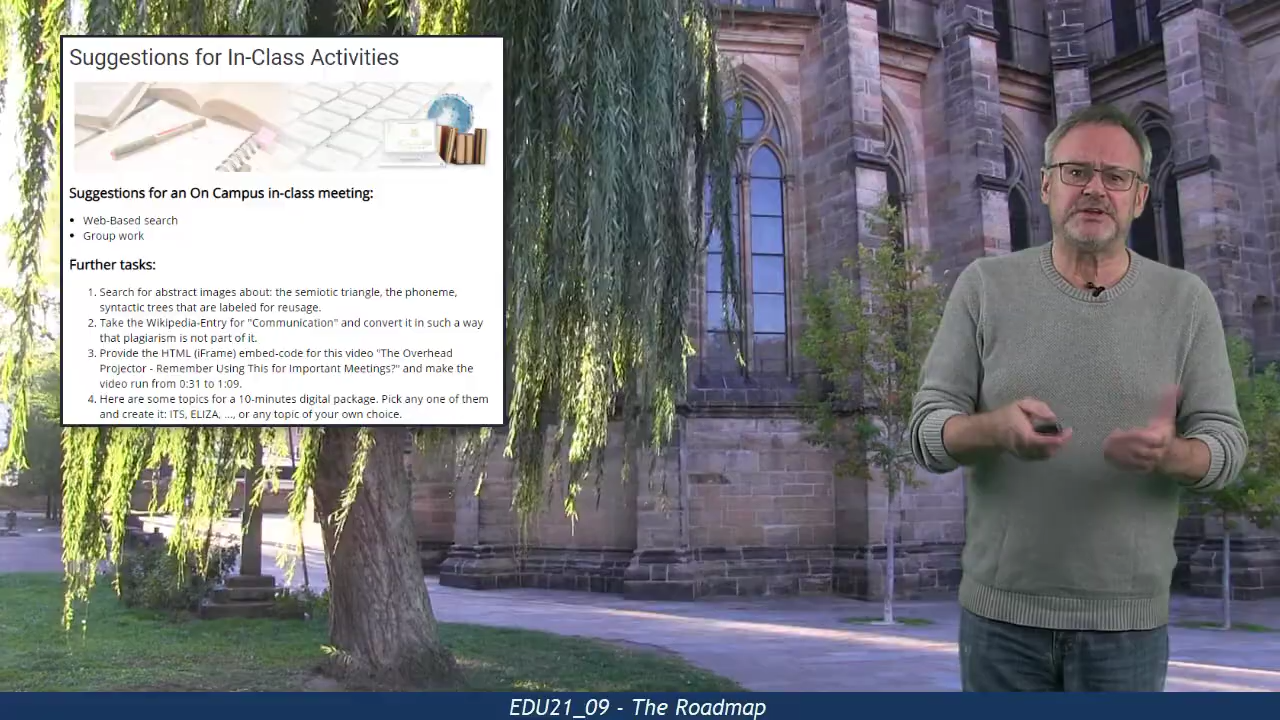 Suggestions for In-Class Activities
Suggestions for an On Campus in-class meeting:
Web-Based search
Group work
Further tasks:
1. Search for abstract images about: the semiotic triangle, the phoneme,
syntactic trees that are labeled for reusage.
2. Take the Wikipedia-Entry for "Communication" and convert it in such a way
that plagiarism is not part of it.
3. Provide the HTML (iFrame) embed-code for this video "The Overhead
Projector - Remember Using This for Important Meetings?" and make the
video run from 0:31 to 1:09.
4. Here are some topics for a 10-minutes digital package. Pick any one of them
and create it: ITS, ELIZA, ..., or any topic of your own choice.
EDU21_09 - The Roadmap